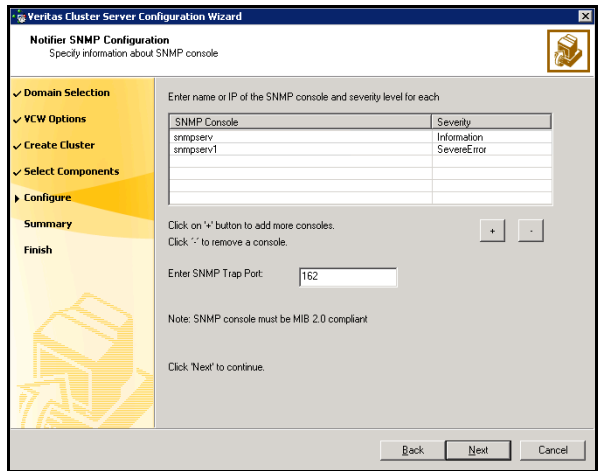 Veritas Cluster Server Configuration Wizard
Notifier SNMP Configuration
Specify information about SNMP console
Domain Selection
VCW Options
Create Cluster
Select Components
Configure
Summary
Finish
Enter name or IP of the SNMP console and severity level for each
SNMP Console Severity
snmpserv Information
snmpserv1 SevereError
Click on '+' button to add more consoles.
Click '-' to remove a console.
+ -
Enter SNMP Trap Port: 162
Note: SNMP console must be MIB 2.0 compliant
Click 'Next' to continue.
Back Next Cancel